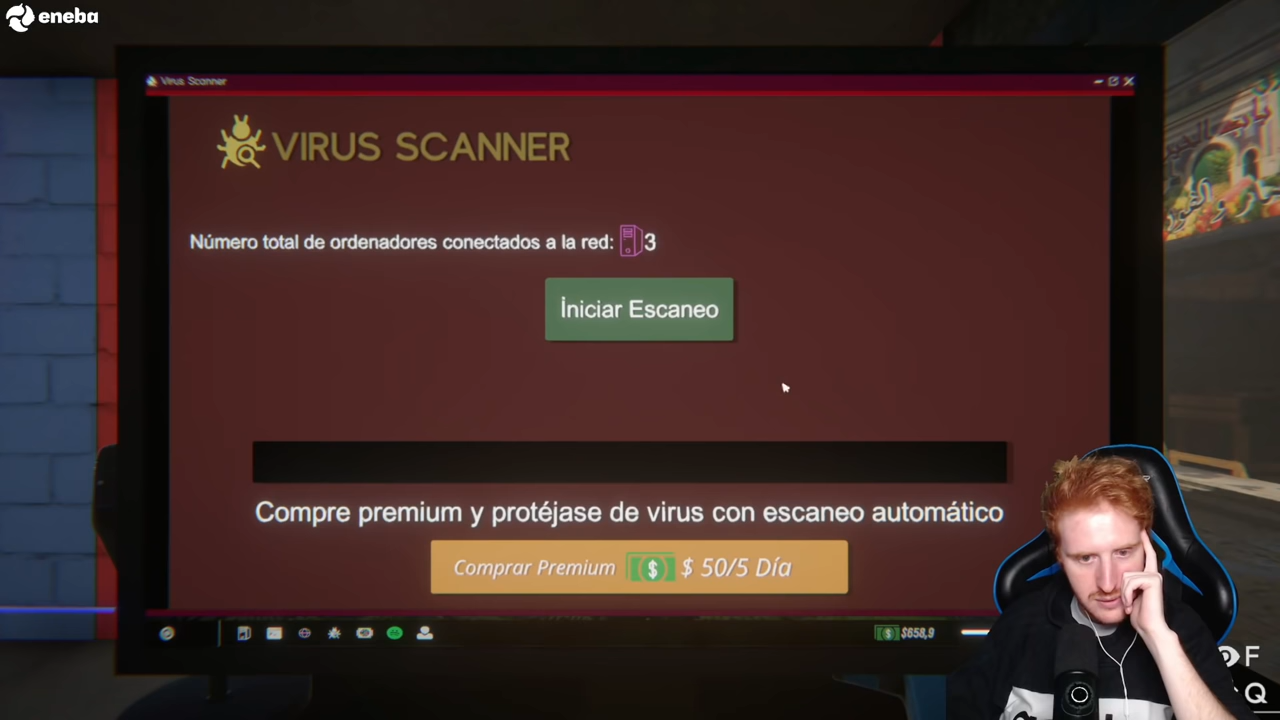 eneba
Virus Scanner
VIRUS SCANNER
Número total de ordenadores conectados a la red: 3
İniciar Escaneo
Compre premium y protéjase de virus con escaneo automático
Comprar Premium $ $ 50/5 Día
$ $658,9
F
Q